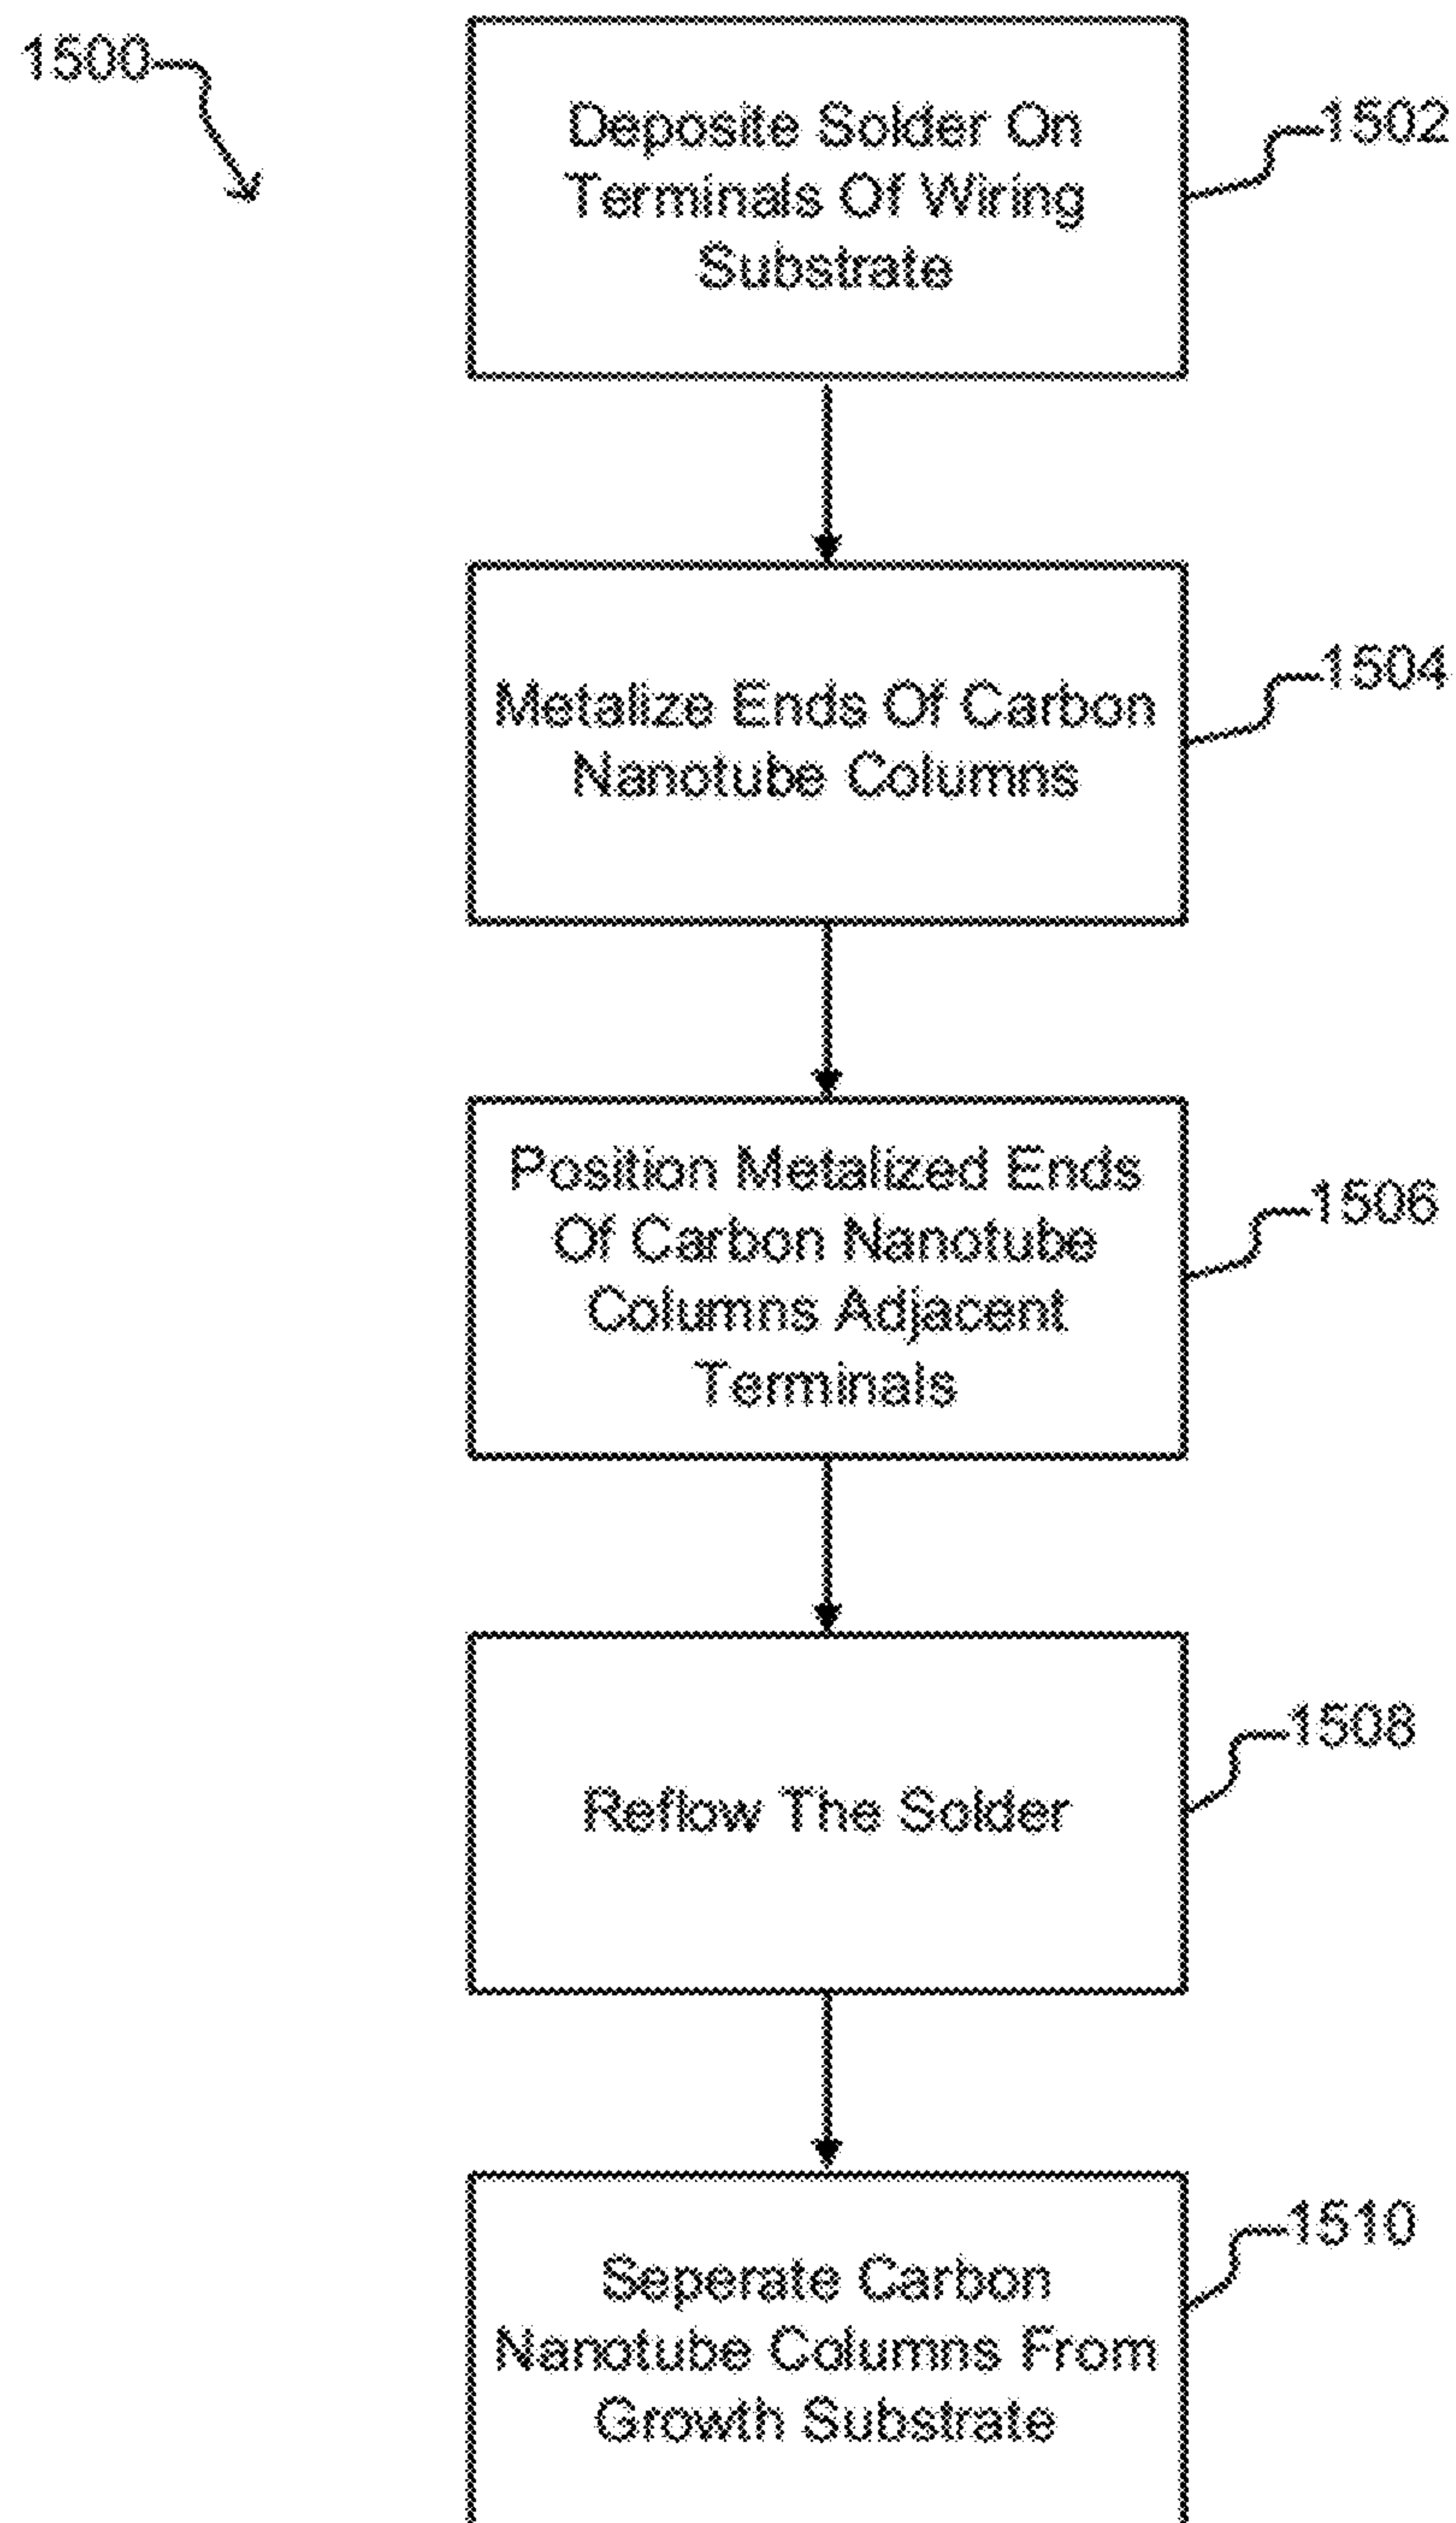 1500
Deposite Solder On
Terminals Of Wiring
Substrate
1502
Metalize Ends Of Carbon
Nanotube Columns
1504
Position Metalized Ends
Of Carbon Nanotube
Columns Adjacent
Terminals
1506
Reflow The Solder
1508
Seperate Carbon
Nanotube Columns From
Growth Substrate
1510